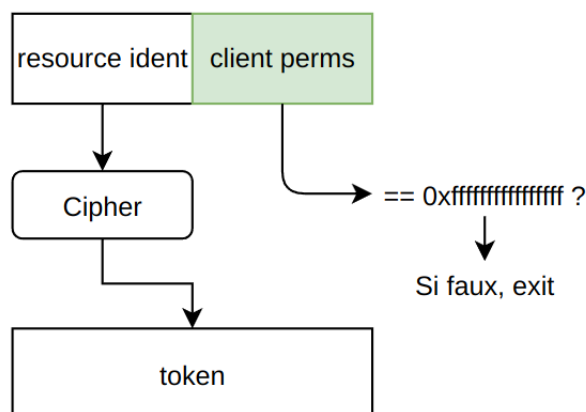 resource ident client perms
Cipher
== 0xffffffffffffffff ?
Si faux, exit
token